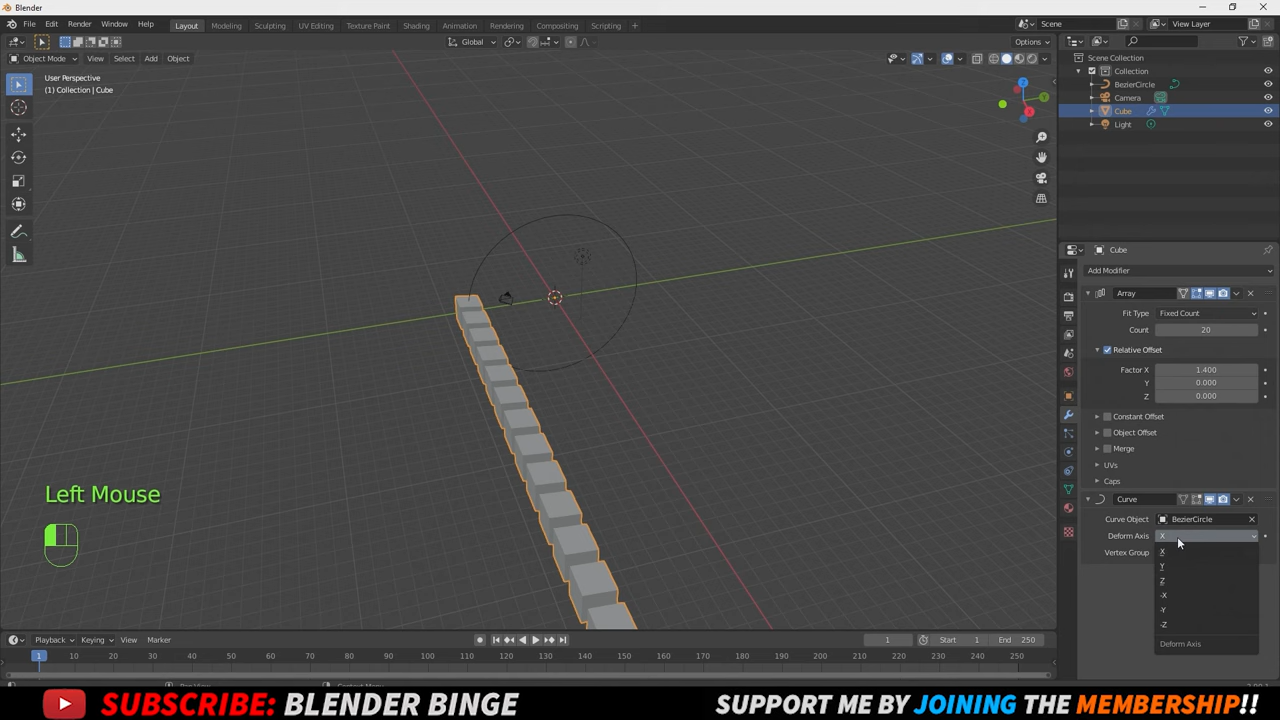 Blender
File Edit Render Window Help Layout Modeling Sculpting UV Editing Texture Paint Shading Animation Rendering Compositing Scripting + Scene View Layer
Global Options
Object Mode View Select Add Object
User Perspective
(1) Collection | Cube
Scene Collection
Collection
BezierCircle
Camera
Cube
Light
Cube
Add Modifier
Array
Fit Type Fixed Count
Count 20
Relative Offset
Factor X 1.400
Y 0.000
Z 0.000
Constant Offset
Object Offset
Merge
UVs
Caps
Curve
Curve Object BezierCircle
Deform Axis X
Vertex Group
X
Y
Z
-X
-Y
-Z
Deform Axis
Left Mouse
Playback Keying View Marker 1 Start 1 End 250
1 10 20 30 40 50 60 70 80 90 100 110 120 130 140 150 160 170 180 190 200 210 220 230 240 250
SUBSCRIBE: BLENDER BINGE SUPPORT ME BY JOINING THE MEMBERSHIP!!